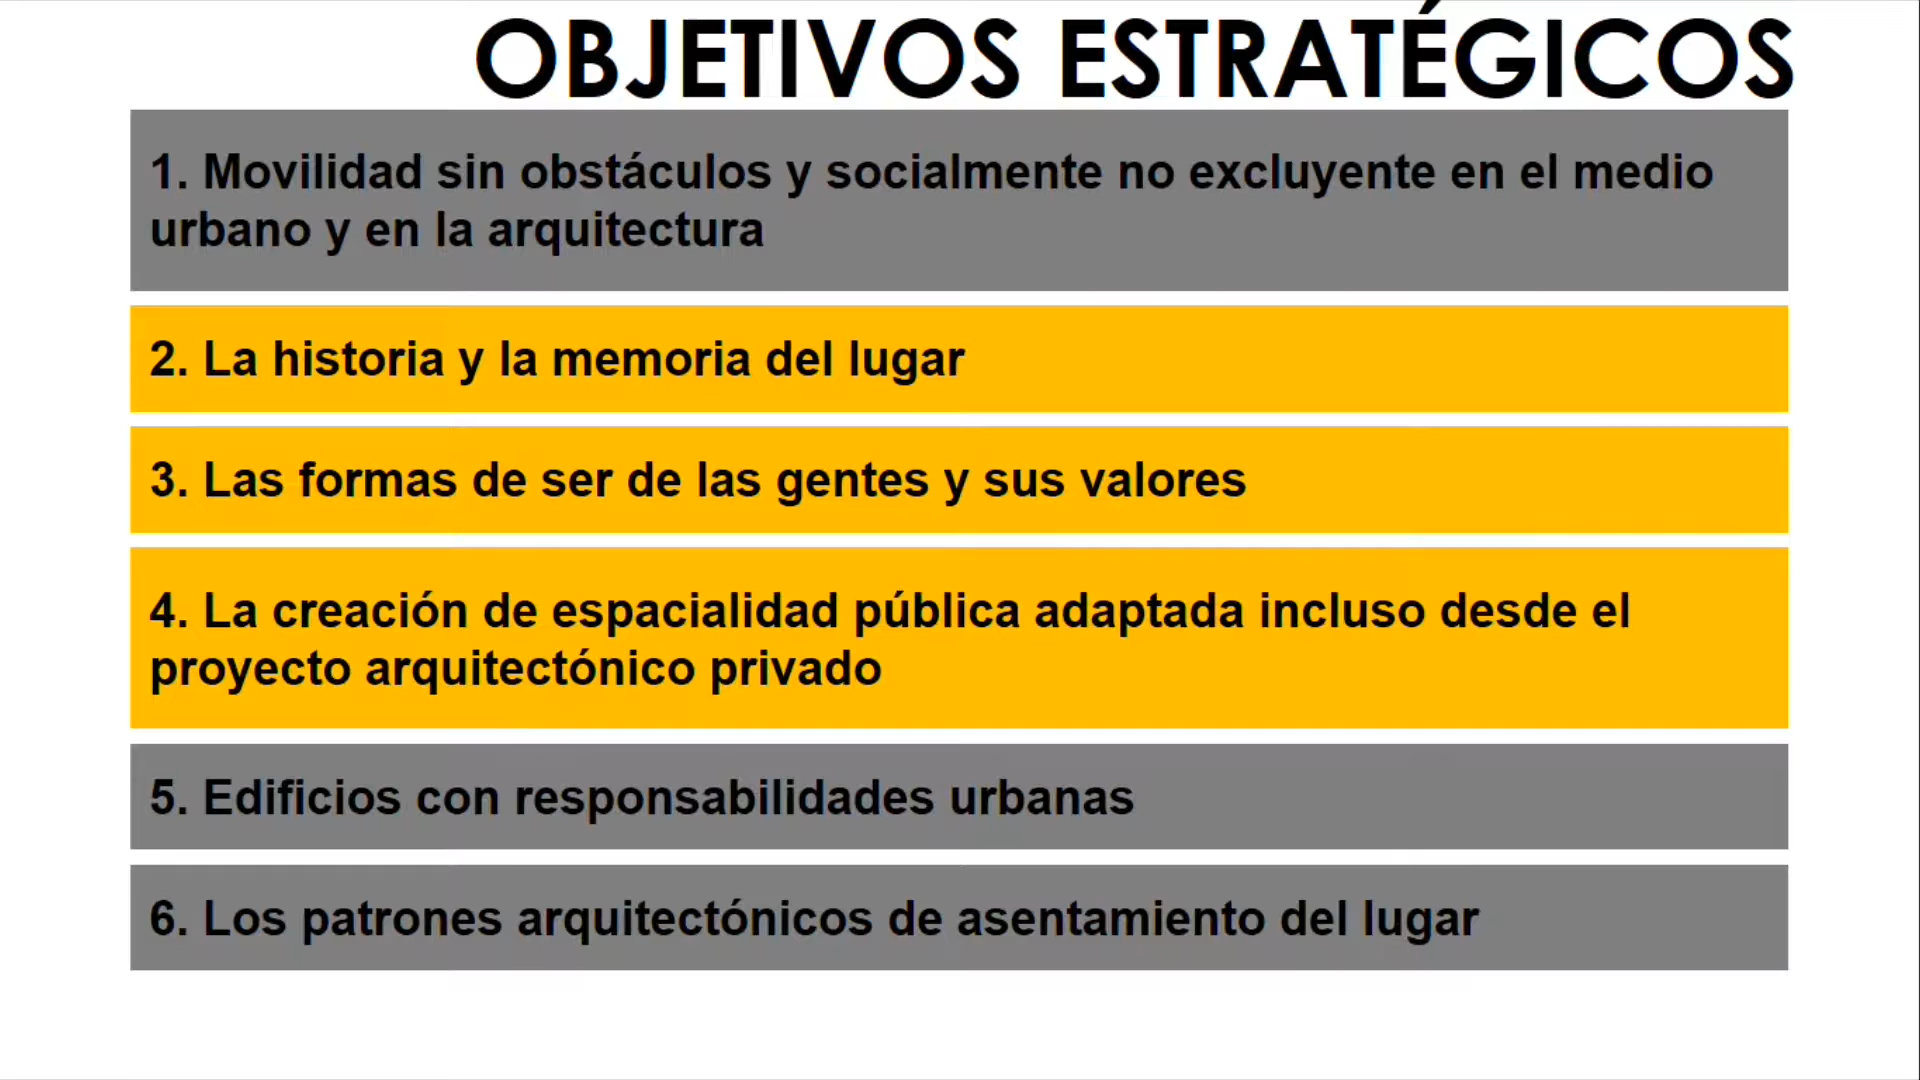 OBJETIVOS ESTRATÉGICOS
1. Movilidad sin obstáculos y socialmente no excluyente en el medio
urbano y en la arquitectura
2. La historia y la memoria del lugar
3. Las formas de ser de las gentes y sus valores
4. La creación de espacialidad pública adaptada incluso desde el
proyecto arquitectónico privado
5. Edificios con responsabilidades urbanas
6. Los patrones arquitectónicos de asentamiento del lugar